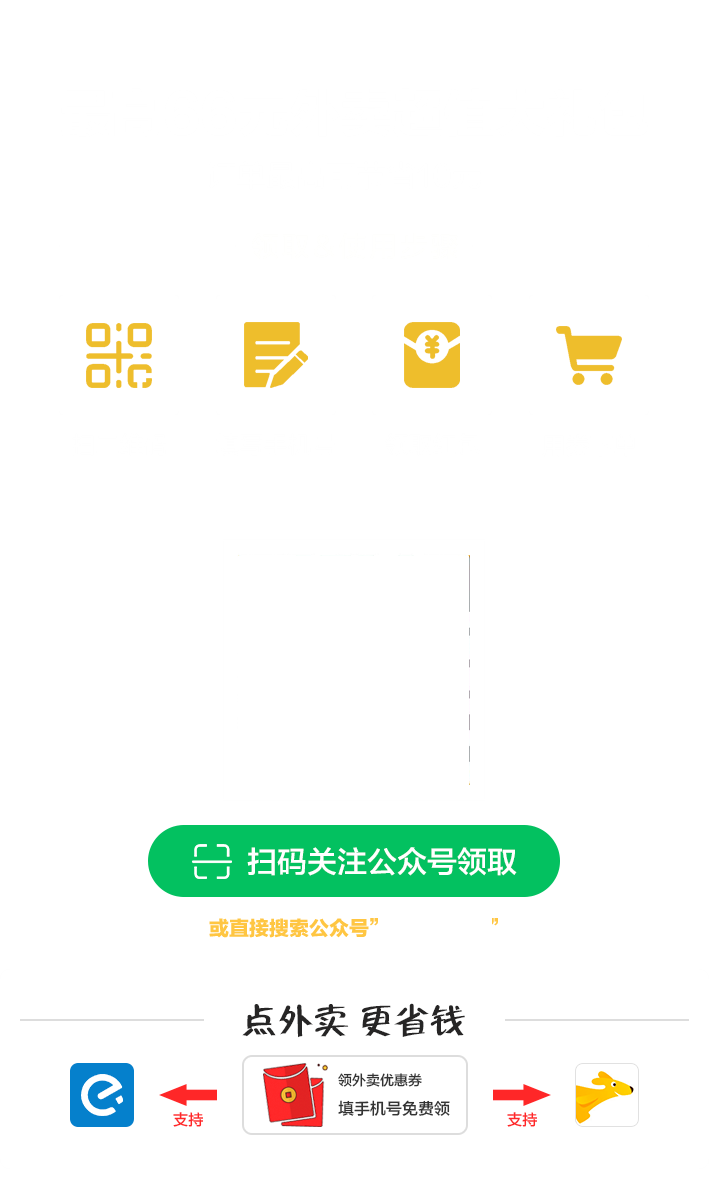 扫码关注公众号领取
或直接搜索公众号” ”
点外卖 更省钱
领外卖优惠券
填手机号免费领
支持
支持